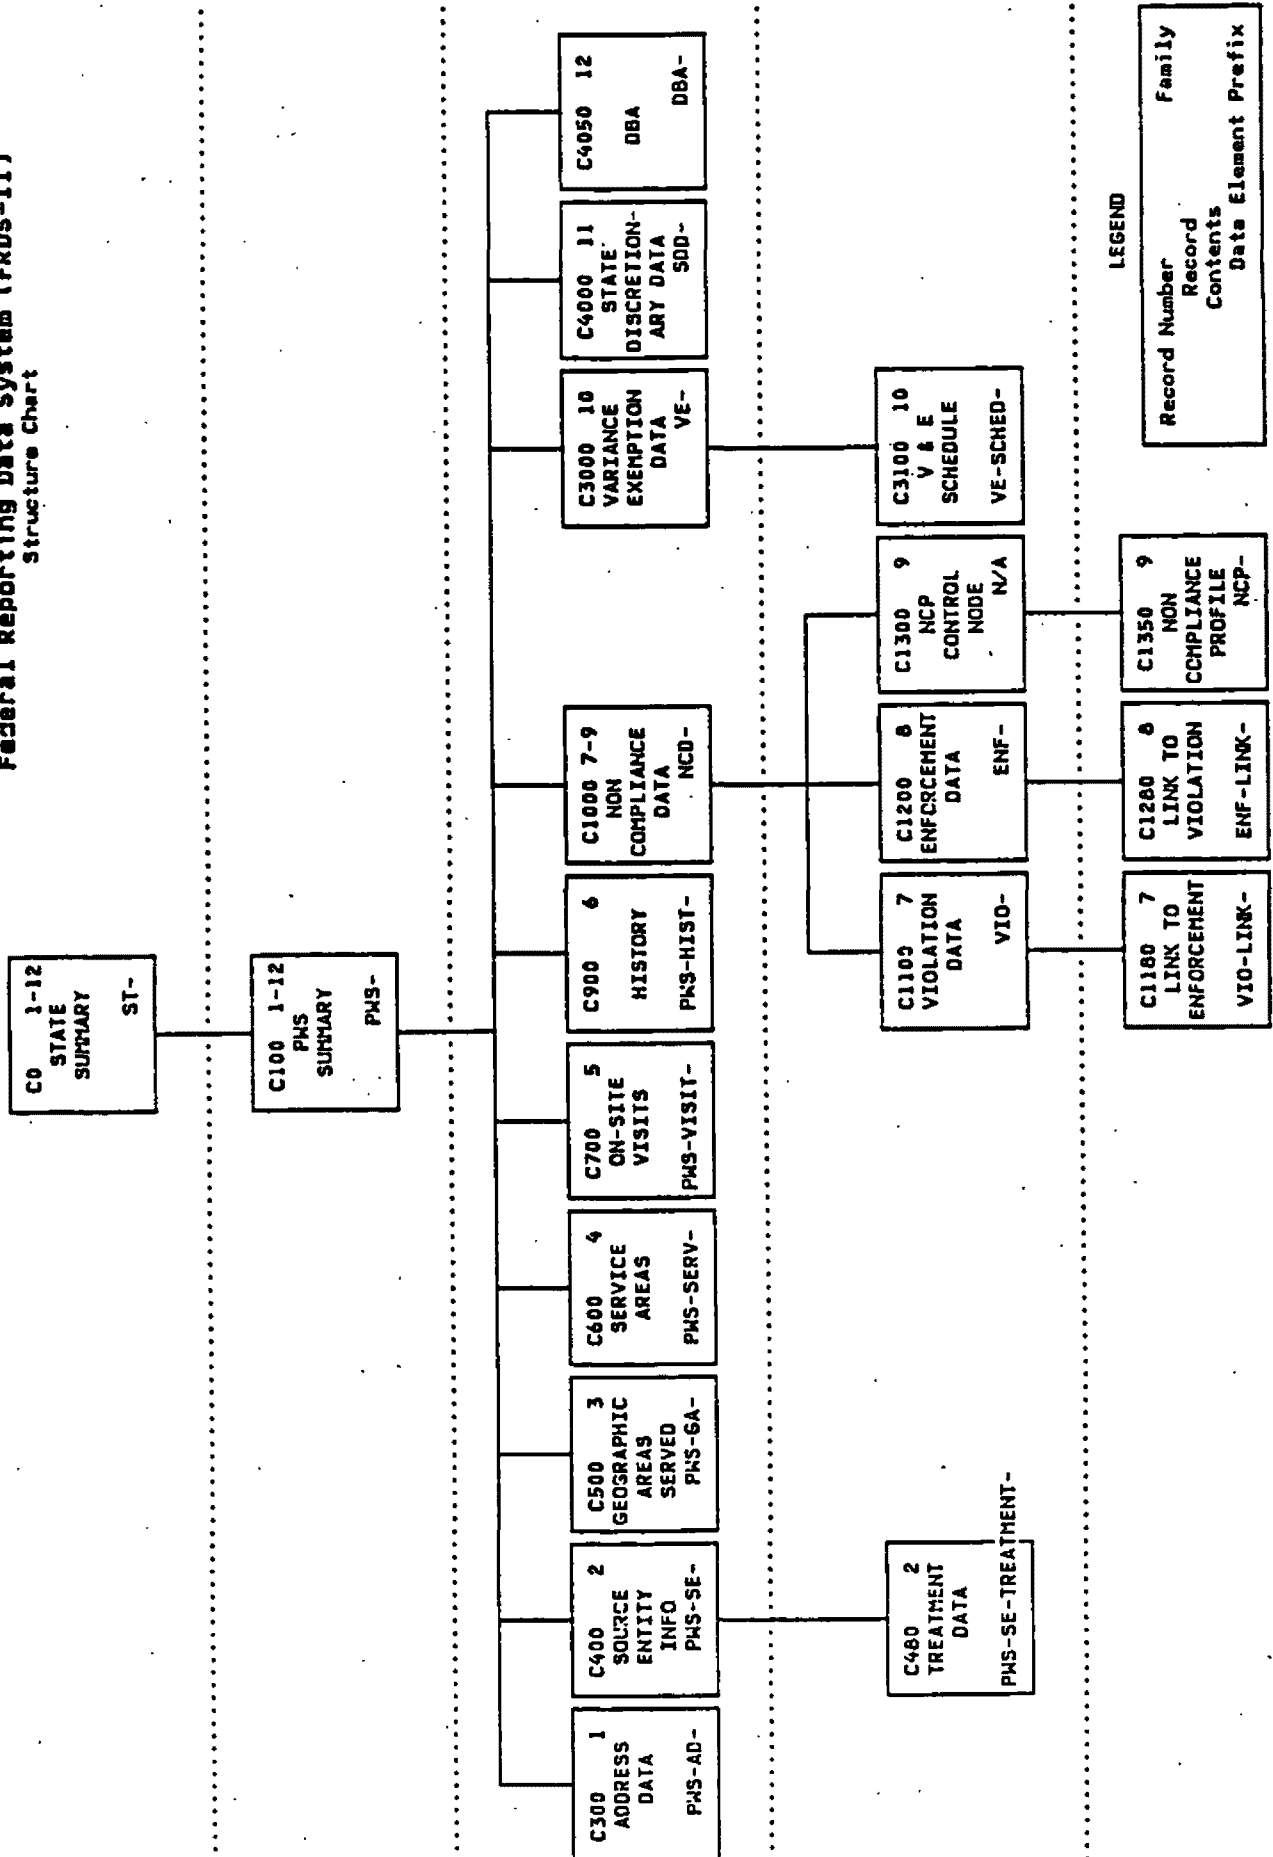 Federal Reporting Data System (FRDS-II)
Structure Chart
C0 1-12
STATE
SUMMARY
ST-
C100 1-12
PWS
SUMMARY
PWS-
C300 1
ADDRESS
DATA
PWS-AD-
C400 2
SOURCE
ENTITY
INFO
PWS-SE-
C500 3
GEOGRAPHIC
AREAS
SERVED
PWS-GA-
C600 4
SERVICE
AREAS
PWS-SERV-
C700 5
ON-SITE
VISITS
PWS-VISIT-
C900 6
HISTORY
PWS-HIST-
C1000 7-9
NON
COMPLIANCE
DATA
NCD-
C3000 10
VARIANCE
EXEMPTION
DATA
VE-
C4000 11
STATE
DISCRETION-
ARY DATA
SDD-
C4050 12
DBA
DBA-
C480 2
TREATMENT
DATA
PWS-SE-TREATMENT-
C1100 7
VIOLATION
DATA
VIO-
C1200 8
ENFORCEMENT
DATA
ENF-
C1300 9
NCP
CONTROL
NODE
N/A
C3100 10
V & E
SCHEDULE
VE-SCHED-
C1180 7
LINK TO
ENFORCEMENT
VIO-LINK-
C1280 8
LINK TO
VIOLATION
ENF-LINK-
C1350 9
NON
COMPLIANCE
PROFILE
NCP-
LEGEND
Record Number Family
Record
Contents
Data Element Prefix